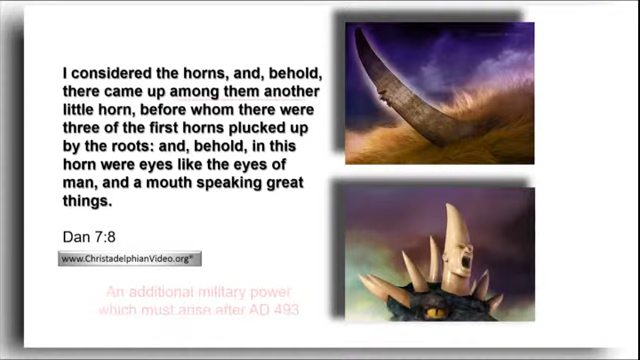 I considered the horns, and, behold,
there came up among them another
little horn, before whom there were
three of the first horns plucked up
by the roots: and, behold, in this
horn were eyes like the eyes of
man, and a mouth speaking great
things.
Dan 7:8
www.ChristadelphianVideo.org®
An additional military power
which must arise after AD 493